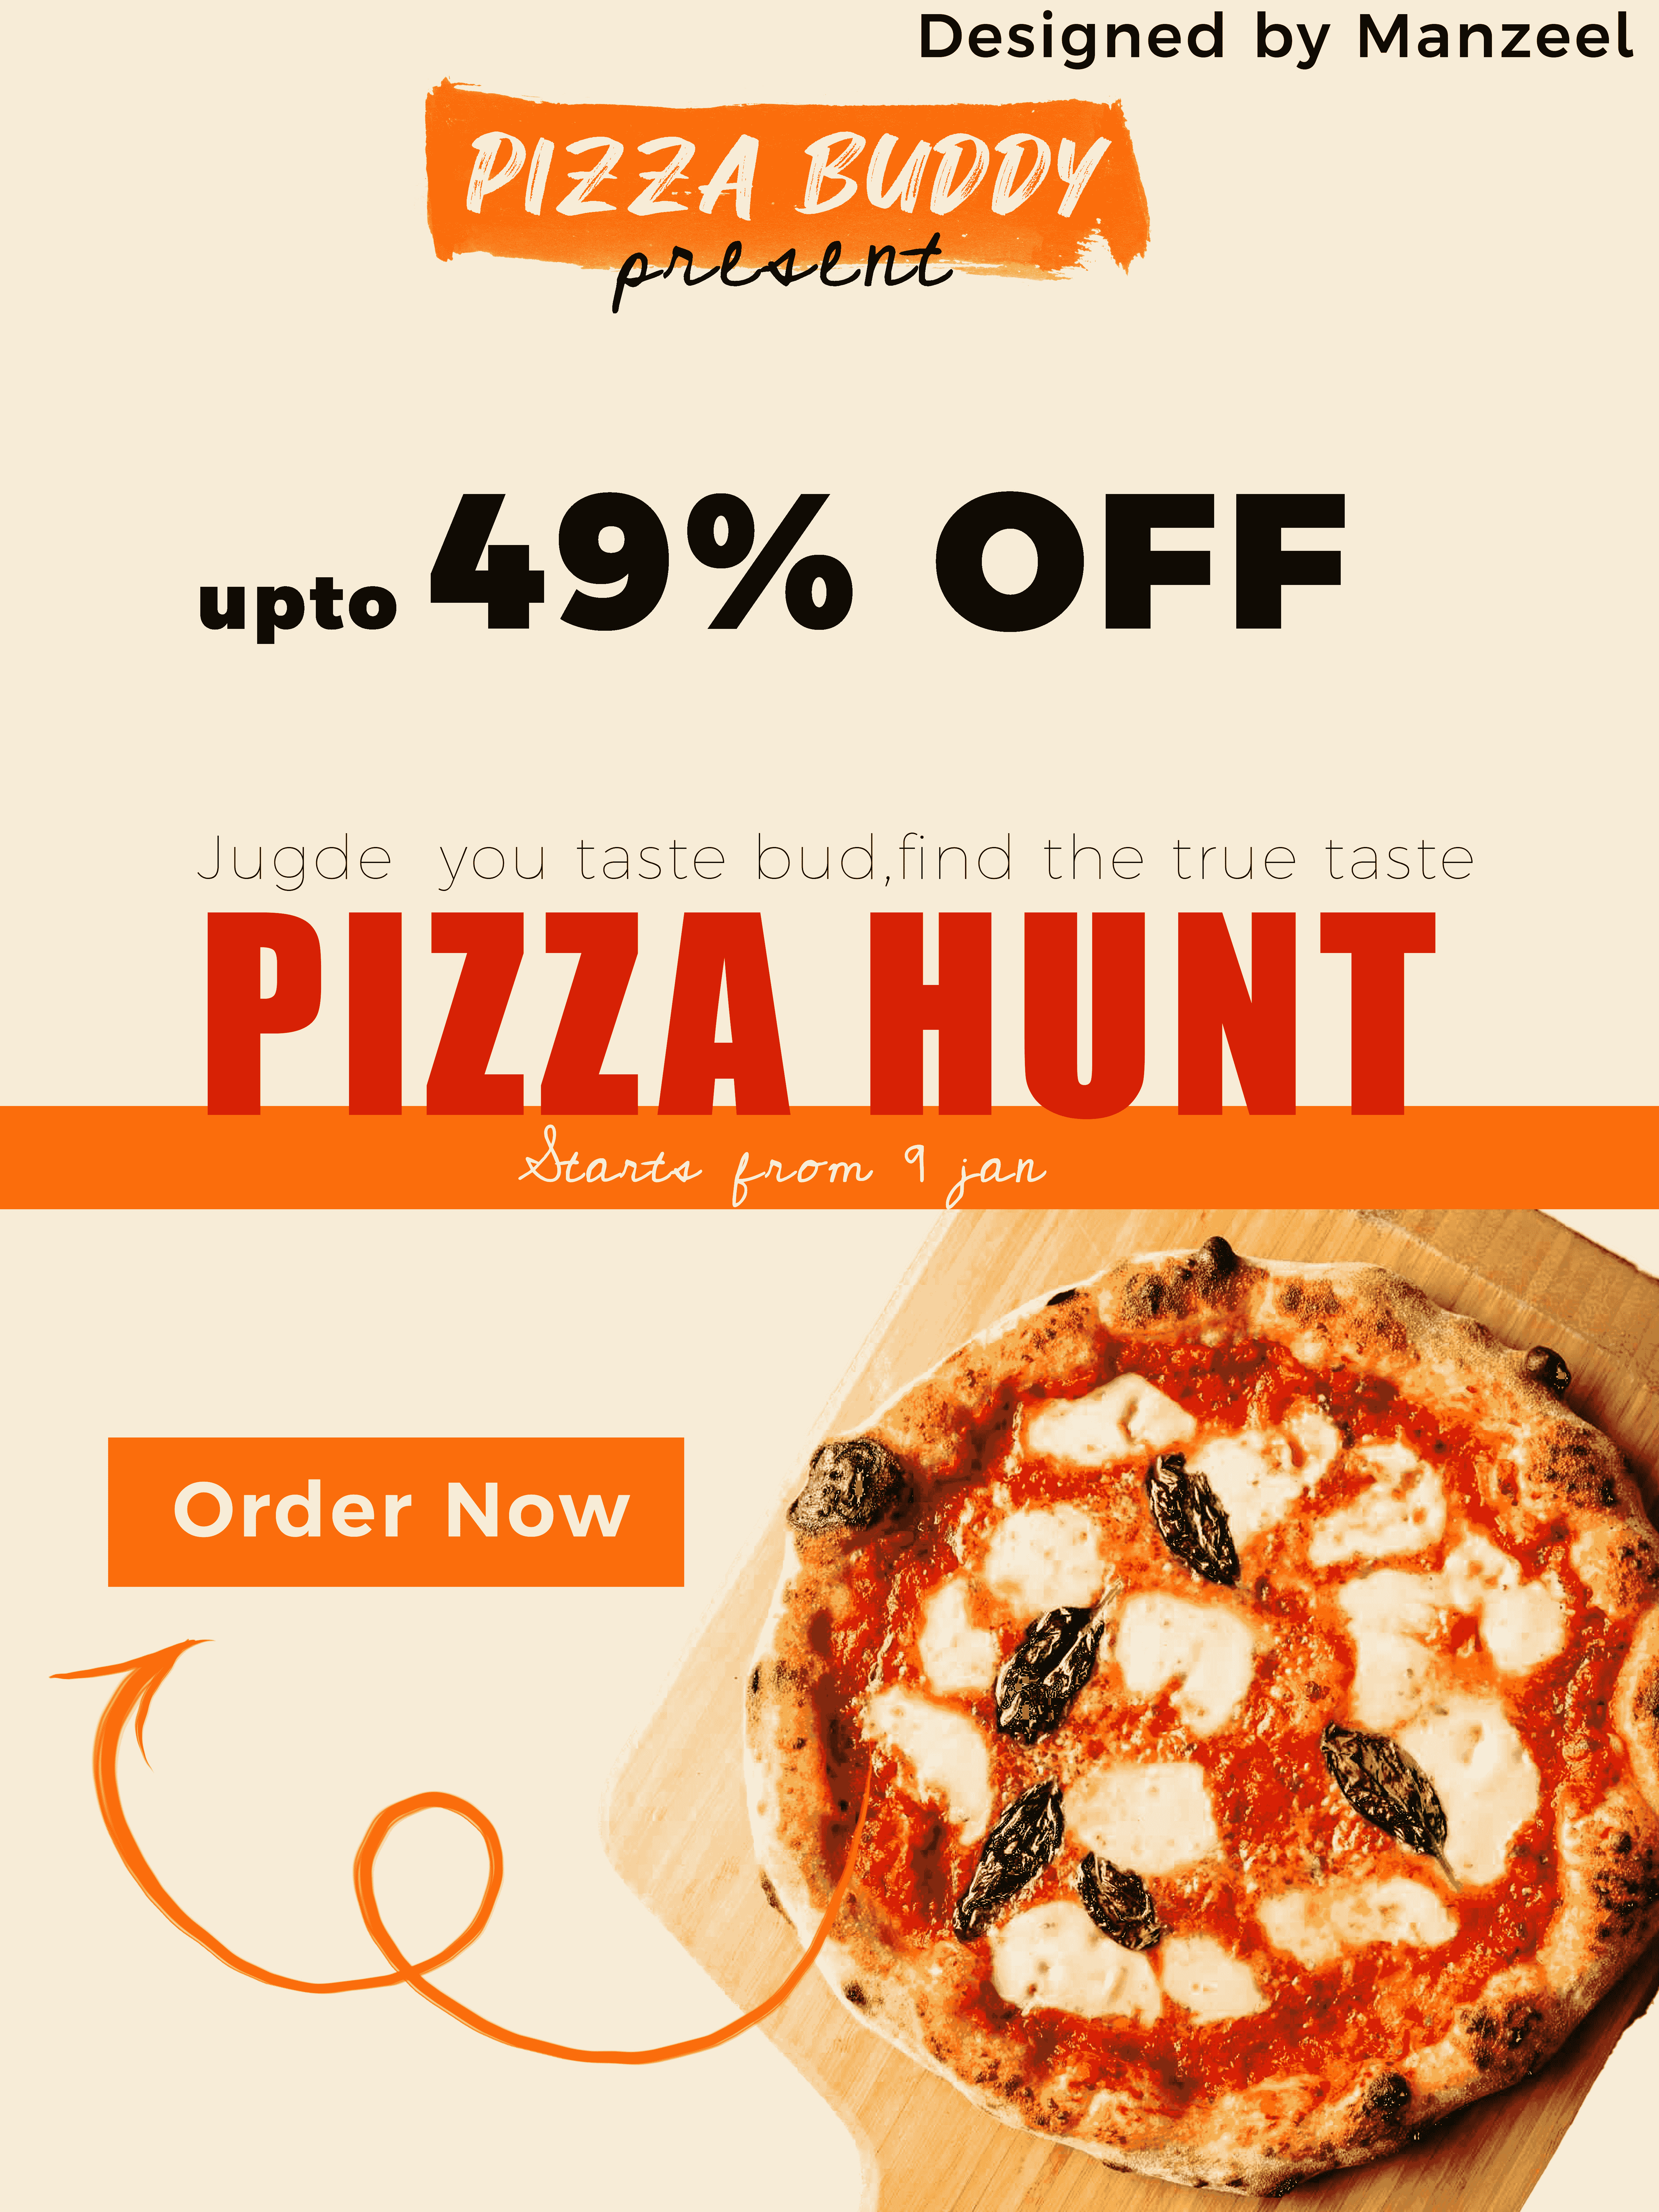 Designed by Manzeel
PIZZA BUDDY
present
upto 49% OFF
Jugde you taste bud,find the true taste
PIZZA HUNT
Starts from 9 jan
Order Now